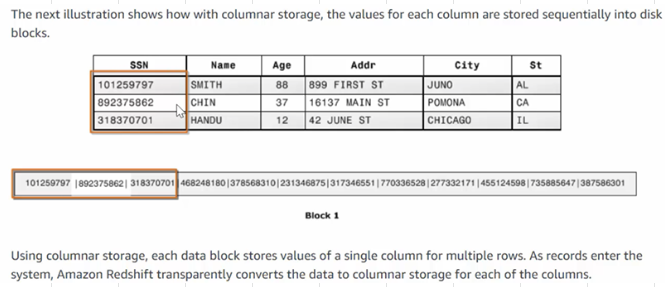 The next illustration shows how with columnar storage, the values for each column are stored sequentially into disk
blocks.
SSN Name Age Addr City St
101259797 SMITH 88 899 FIRST ST JUNO AL
892375862 CHIN 37 16137 MAIN ST POMONA CA
318370701 HANDU 12 42 JUNE ST CHICAGO IL
101259797 |892375862| 318370701|468248180|378568310|231346875|317346551|770336528|277332171|455124598|735885647|387586301
Block 1
Using columnar storage, each data block stores values of a single column for multiple rows. As records enter the
system, Amazon Redshift transparently converts the data to columnar storage for each of the columns.